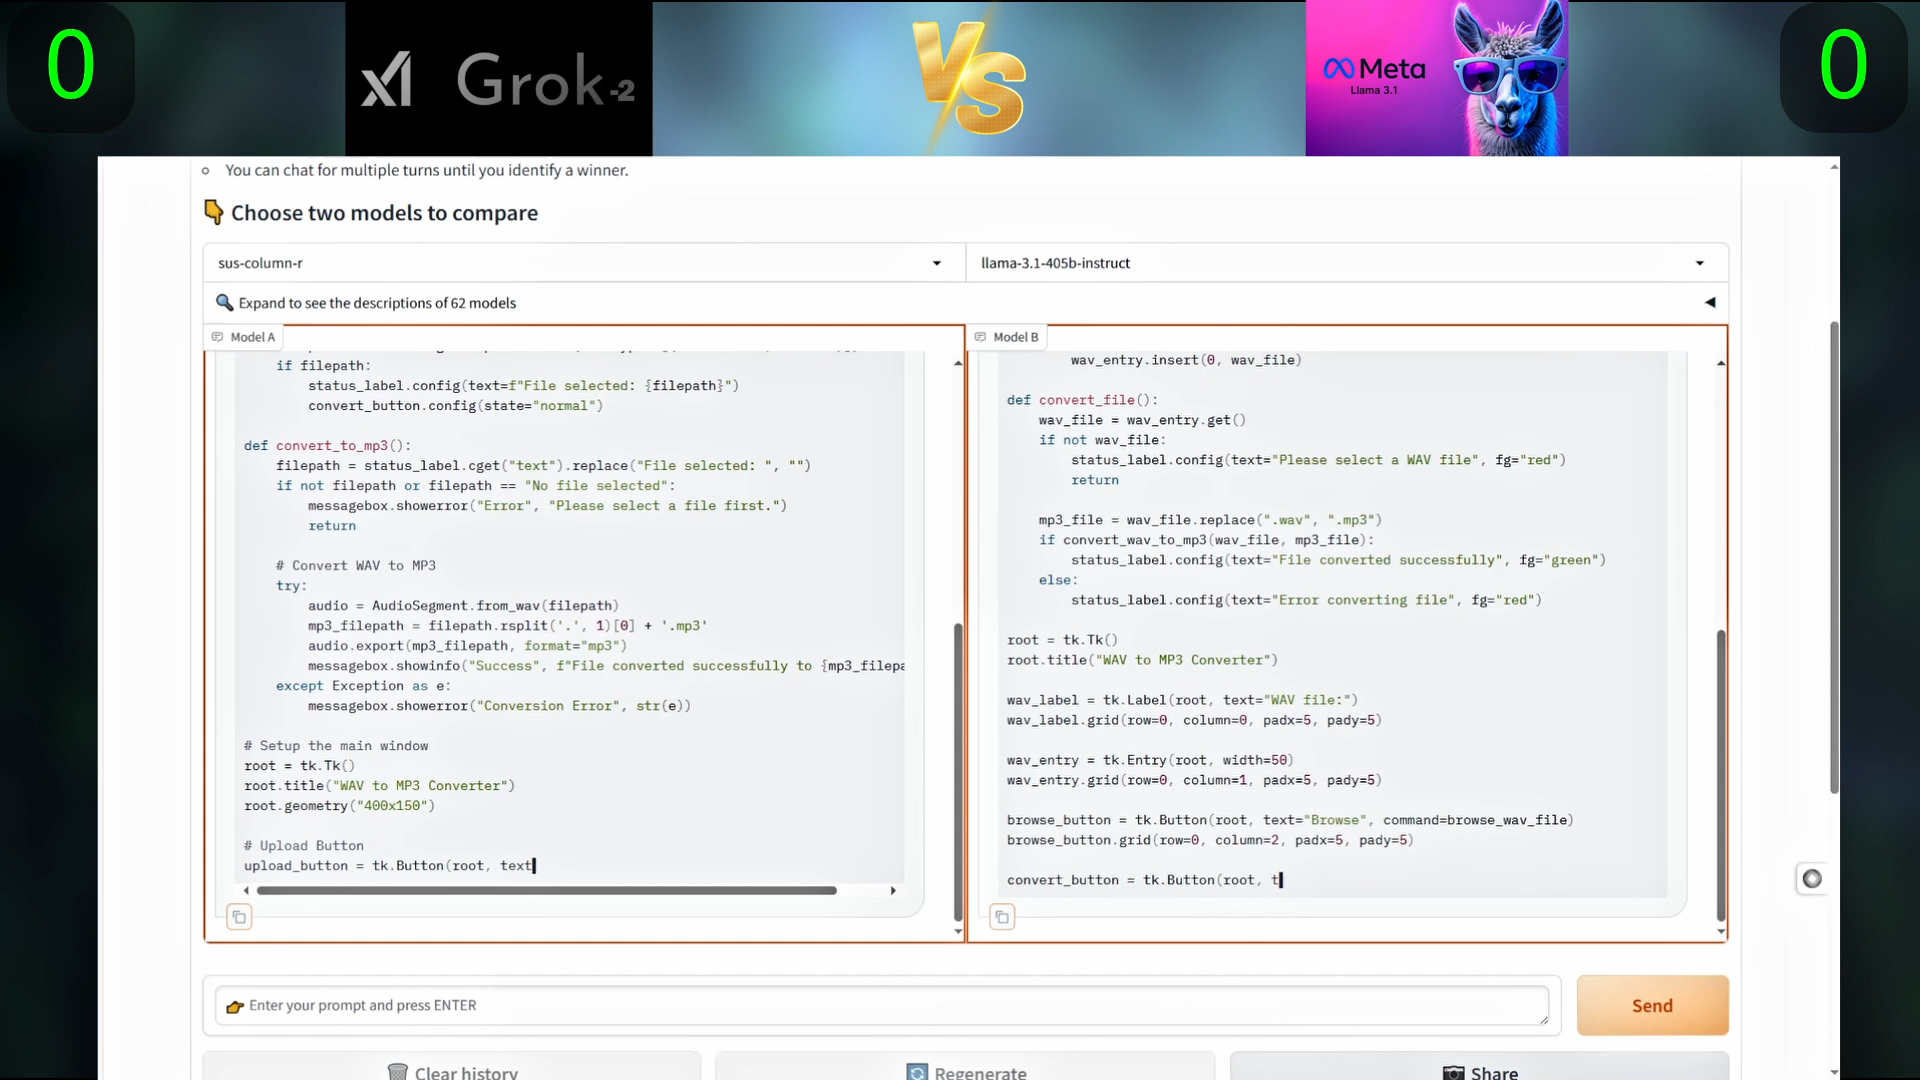 0
xI Grok-2
VS
Meta
Llama 3.1
0
You can chat for multiple turns until you identify a winner.
Choose two models to compare
sus-column-r
llama-3.1-405b-instruct
Expand to see the descriptions of 62 models
Model A
if filepath:
status_label.config(text=f"File selected: {filepath}")
convert_button.config(state="normal")
def convert_to_mp3():
filepath = status_label.cget("text").replace("File selected: ", "")
if not filepath or filepath == "No file selected":
messagebox.showerror("Error", "Please select a file first.")
return
# Convert WAV to MP3
try:
audio = AudioSegment.from_wav(filepath)
mp3_filepath = filepath.rsplit('.', 1)[0] + '.mp3'
audio.export(mp3_filepath, format="mp3")
messagebox.showinfo("Success", f"File converted successfully to {mp3_filepa
except Exception as e:
messagebox.showerror("Conversion Error", str(e))
# Setup the main window
root = tk.Tk()
root.title("WAV to MP3 Converter")
root.geometry("400x150")
# Upload Button
upload_button = tk.Button(root, text
Model B
wav_entry.insert(0, wav_file)
def convert_file():
wav_file = wav_entry.get()
if not wav_file:
status_label.config(text="Please select a WAV file", fg="red")
return
mp3_file = wav_file.replace(".wav", ".mp3")
if convert_wav_to_mp3(wav_file, mp3_file):
status_label.config(text="File converted successfully", fg="green")
else:
status_label.config(text="Error converting file", fg="red")
root = tk.Tk()
root.title("WAV to MP3 Converter")
wav_label = tk.Label(root, text="WAV file:")
wav_label.grid(row=0, column=0, padx=5, pady=5)
wav_entry = tk.Entry(root, width=50)
wav_entry.grid(row=0, column=1, padx=5, pady=5)
browse_button = tk.Button(root, text="Browse", command=browse_wav_file)
browse_button.grid(row=0, column=2, padx=5, pady=5)
convert_button = tk.Button(root, t
Enter your prompt and press ENTER
Send
Clear history
Regenerate
Share